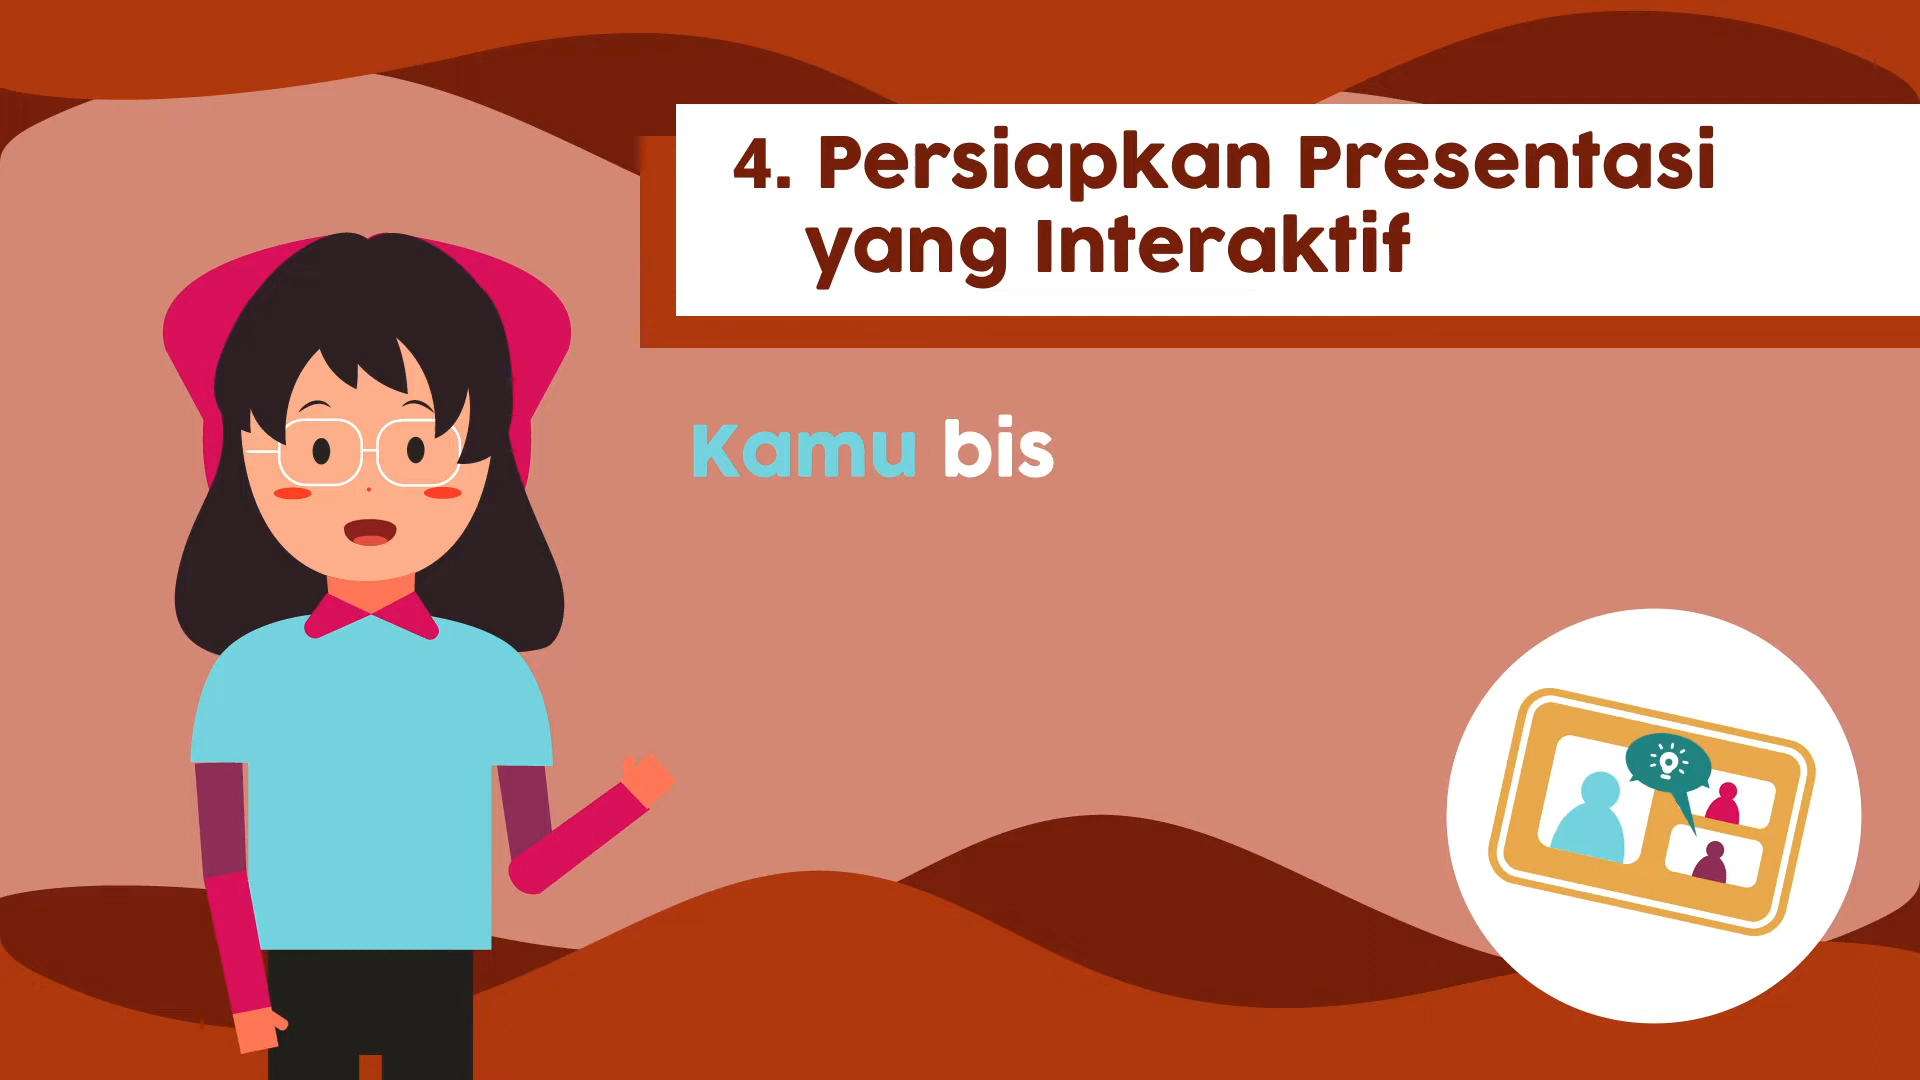 4. Persiapkan Presentasi
yang Interaktif
Kamu bis